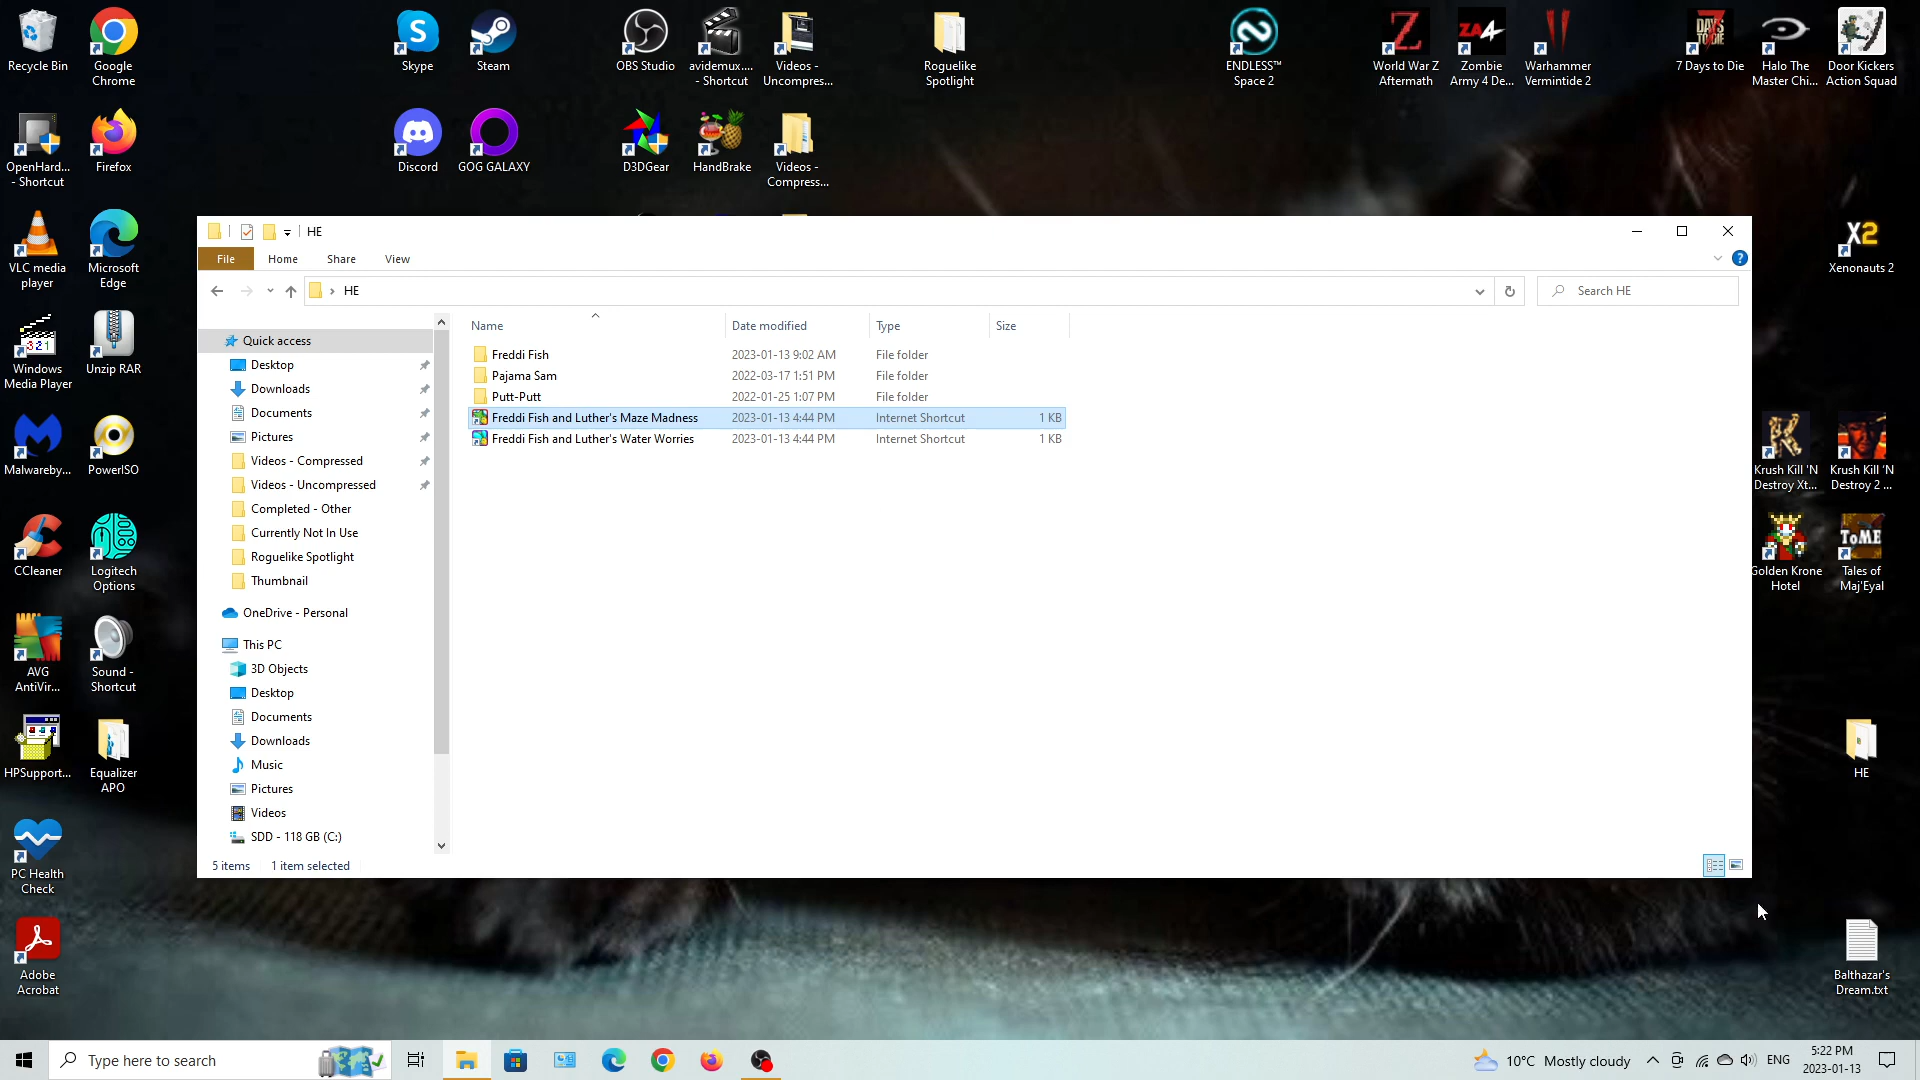 Recycle Bin
Google
Chrome
Skype
Steam
OBS Studio
avidemux....
- Shortcut
Videos -
Uncompres...
Roguelike
Spotlight
ENDLESS™
Space 2
World War Z
Aftermath
Zombie
Army 4 De...
Warhammer
Vermintide 2
7 Days to Die
Halo The
Master Chi...
Door Kickers
Action Squad
OpenHard...
- Shortcut
Firefox
Discord
GOG GALAXY
D3DGear
HandBrake
Videos -
Compress...
VLC media
player
Microsoft
Edge
Xenonauts 2
Windows
Media Player
Unzip RAR
Malwareby...
PowerISO
Krush Kill 'N
Destroy Xt...
Krush Kill 'N
Destroy 2 ...
CCleaner
Logitech
Options
Golden Krone
Hotel
Tales of
Maj'Eyal
AVG
AntiVir...
Sound -
Shortcut
HPSupport...
Equalizer
APO
HE
PC Health
Check
Adobe
Acrobat
Balthazar's
Dream.txt
HE
File
Home
Share
View
HE
Search HE
Name
Date modified
Type
Size
Freddi Fish 2023-01-13 9:02 AM File folder
Pajama Sam 2022-03-17 1:51 PM File folder
Putt-Putt 2022-01-25 1:07 PM File folder
Freddi Fish and Luther's Maze Madness 2023-01-13 4:44 PM Internet Shortcut 1 KB
Freddi Fish and Luther's Water Worries 2023-01-13 4:44 PM Internet Shortcut 1 KB
Quick access
Desktop
Downloads
Documents
Pictures
Videos - Compressed
Videos - Uncompressed
Completed - Other
Currently Not In Use
Roguelike Spotlight
Thumbnail
OneDrive - Personal
This PC
3D Objects
Desktop
Documents
Downloads
Music
Pictures
Videos
SDD - 118 GB (C:)
5 items
1 item selected
Type here to search
10°C Mostly cloudy
ENG
5:22 PM
2023-01-13